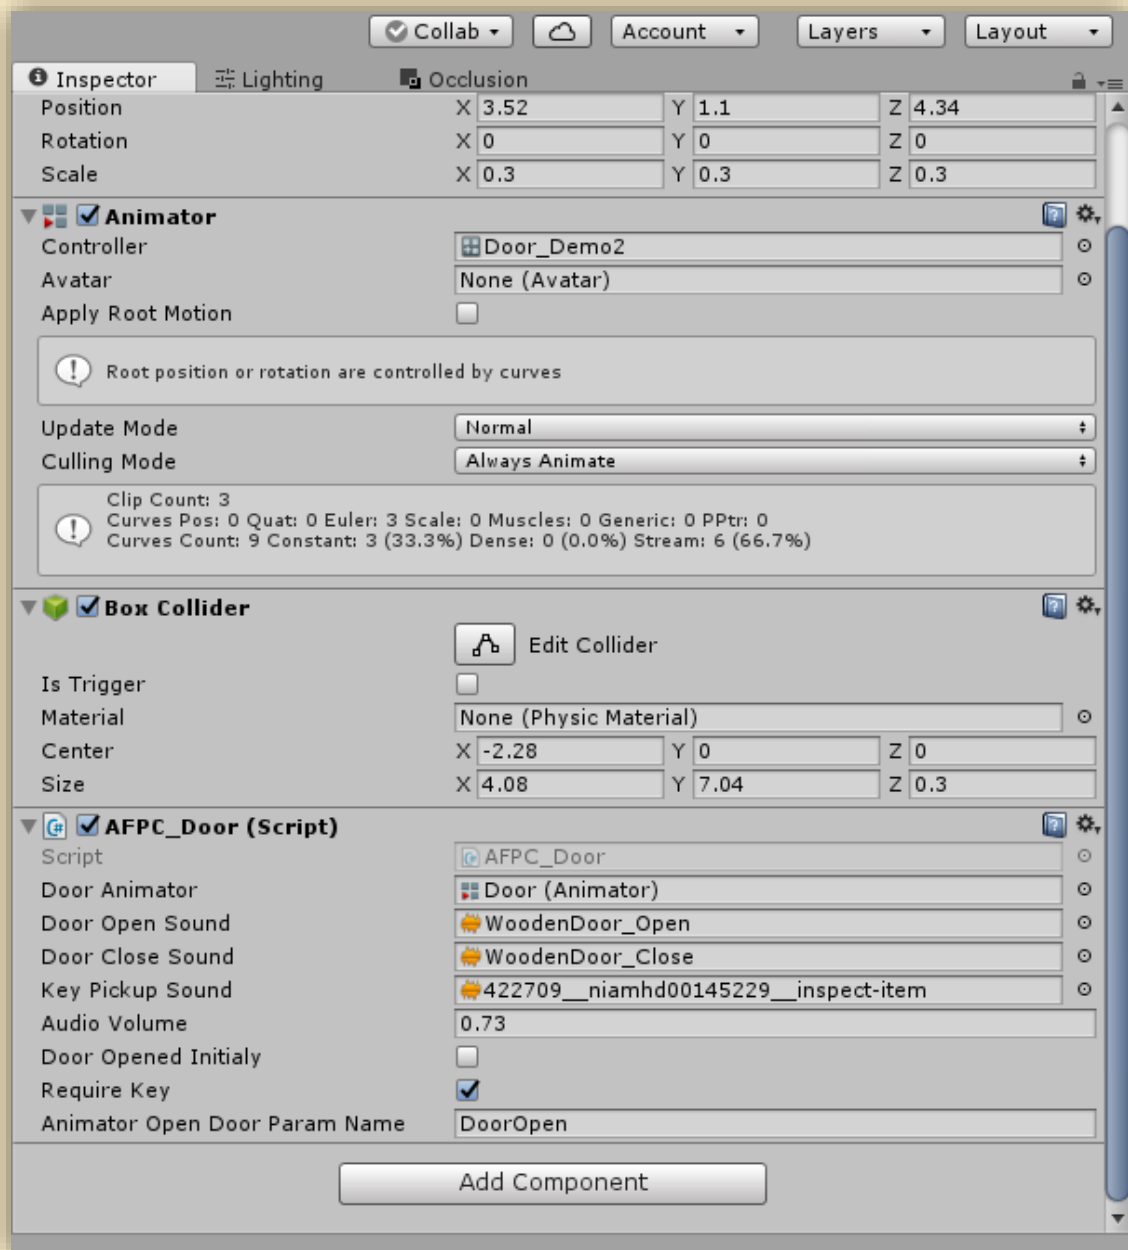 Collab Account Layers Layout
Inspector Lighting Occlusion
Position X 3.52 Y 1.1 Z 4.34
Rotation X 0 Y 0 Z 0
Scale X 0.3 Y 0.3 Z 0.3
Animator
Controller Door_Demo2
Avatar None (Avatar)
Apply Root Motion
Root position or rotation are controlled by curves
Update Mode Normal
Culling Mode Always Animate
Clip Count: 3
Curves Pos: 0 Quat: 0 Euler: 3 Scale: 0 Muscles: 0 Generic: 0 PPtr: 0
Curves Count: 9 Constant: 3 (33.3%) Dense: 0 (0.0%) Stream: 6 (66.7%)
Box Collider
Edit Collider
Is Trigger
Material None (Physic Material)
Center X -2.28 Y 0 Z 0
Size X 4.08 Y 7.04 Z 0.3
AFPC_Door (Script)
Script AFPC_Door
Door Animator Door (Animator)
Door Open Sound WoodenDoor_Open
Door Close Sound WoodenDoor_Close
Key Pickup Sound 422709__niamhd00145229__inspect-item
Audio Volume 0.73
Door Opened Initialy
Require Key
Animator Open Door Param Name DoorOpen
Add Component